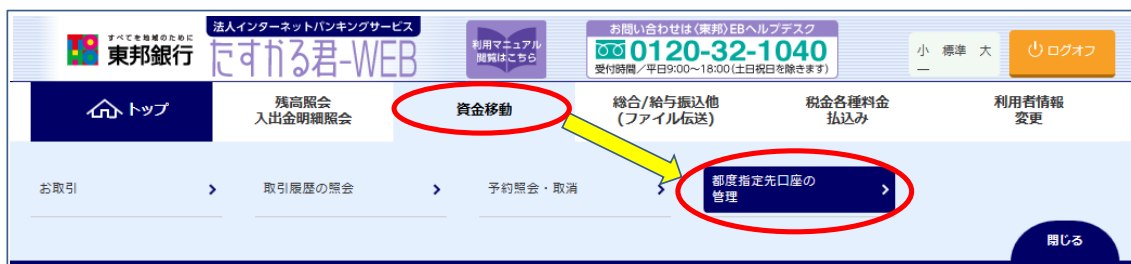 すべてを地域のために
東邦銀行
法人インターネットバンキングサービス
たすかる君-WEB
利用マニュアル
閲覧はこちら
お問い合わせは〈東邦〉EBヘルプデスク
0120-32-1040
受付時間／平日9:00～18:00(土日祝日を除きます)
小 標準 大
ログオフ
トップ
残高照会
入出金明細照会
資金移動
総合/給与振込他
(ファイル伝送)
税金各種料金
払込み
利用者情報
変更
お取引
取引履歴の照会
予約照会・取消
都度指定先口座の
管理
閉じる